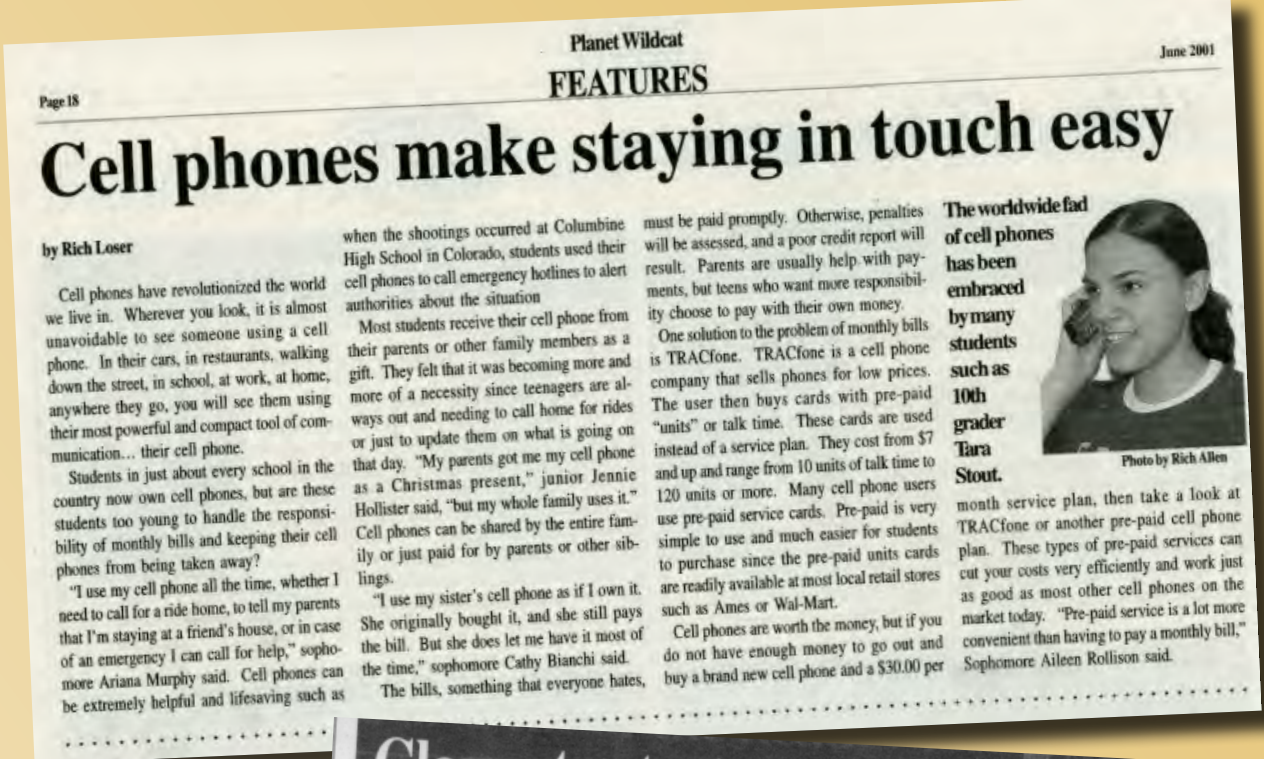 Planet Wildcat
Page 18
FEATURES
June 2001
Cell phones make staying in touch easy
by Rich Loser
Cell phones have revolutionized the world
we live in. Wherever you look, it is almost
unavoidable to see someone using a cell
phone. In their cars, in restaurants, walking
down the street, in school, at work, at home,
anywhere they go, you will see them using
their most powerful and compact tool of com-
munication... their cell phone.
Students in just about every school in the
country now own cell phones, but are these
students too young to handle the responsi-
bility of monthly bills and keeping their cell
phones from being taken away?
"I use my cell phone all the time, whether I
need to call for a ride home, to tell my parents
that I'm staying at a friend's house, or in case
of an emergency I can call for help," sopho-
more Ariana Murphy said. Cell phones can
be extremely helpful and lifesaving such as
when the shootings occurred at Columbine
High School in Colorado, students used their
cell phones to call emergency hotlines to alert
authorities about the situation
Most students receive their cell phone from
their parents or other family members as a
gift. They felt that it was becoming more and
more of a necessity since teenagers are al-
ways out and needing to call home for rides
or just to update them on what is going on
that day. "My parents got me my cell phone
as a Christmas present," junior Jennie
Hollister said, "but my whole family uses it."
Cell phones can be shared by the entire fam-
ily or just paid for by parents or other sib-
lings.
"I use my sister's cell phone as if I own it.
She originally bought it, and she still pays
the bill. But she does let me have it most of
the time," sophomore Cathy Bianchi said.
The bills, something that everyone hates,
must be paid promptly. Otherwise, penalties
will be assessed, and a poor credit report will
result. Parents are usually help with pay-
ments, but teens who want more responsibil-
ity choose to pay with their own money.
One solution to the problem of monthly bills
is TRACfone. TRACfone is a cell phone
company that sells phones for low prices.
The user then buys cards with pre-paid
"units" or talk time. These cards are used
instead of a service plan. They cost from $7
and up and range from 10 units of talk time to
120 units or more. Many cell phone users
use pre-paid service cards. Pre-paid is very
simple to use and much easier for students
to purchase since the pre-paid units cards
are readily available at most local retail stores
such as Ames or Wal-Mart.
Cell phones are worth the money, but if you
do not have enough money to go out and
buy a brand new cell phone and a $30.00 per
The worldwide fad
of cell phones
has been
embraced
by many
students
such as
10th
grader
Tara
Stout.
Photo by Rich Allen
month service plan, then take a look at
TRACfone or another pre-paid cell phone
plan. These types of pre-paid services can
cut your costs very efficiently and work just
as good as most other cell phones on the
market today. "Pre-paid service is a lot more
convenient than having to pay a monthly bill,"
Sophomore Aileen Rollison said.